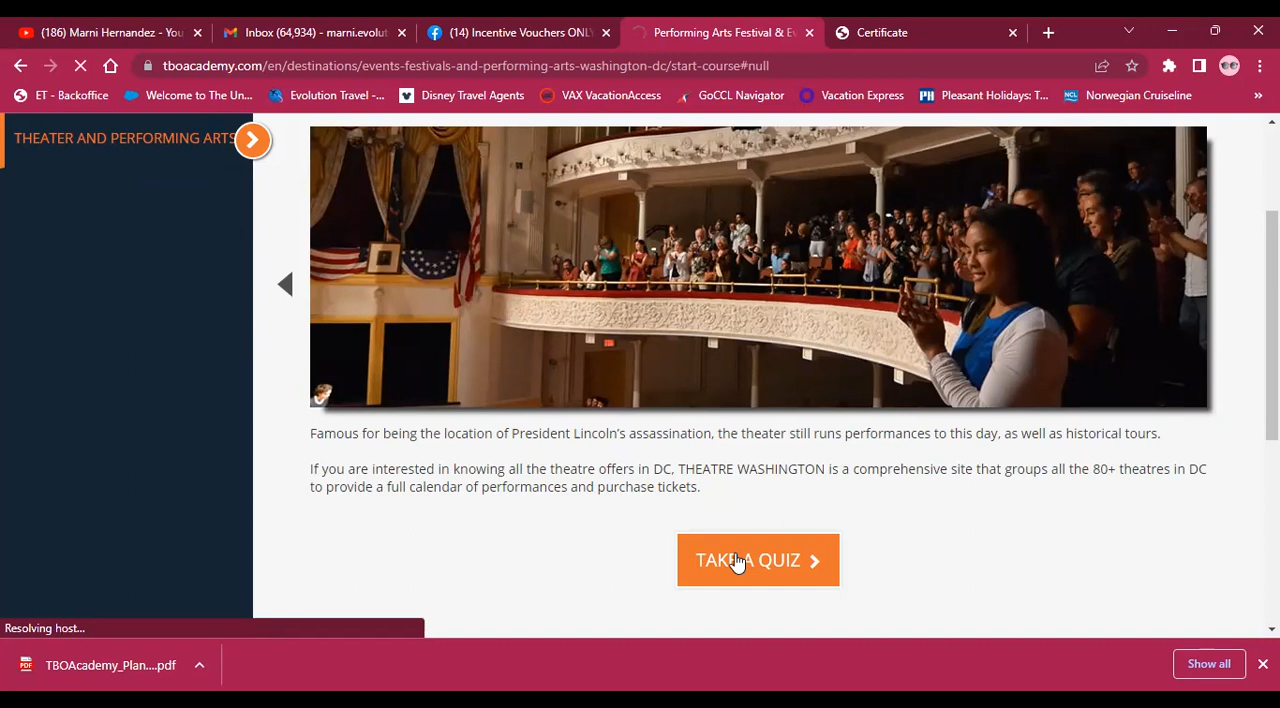 (186) Marni Hernandez - You
Inbox (64,934) - marni.evolut
(14) Incentive Vouchers ONL
Performing Arts Festival & Ev
Certificate
tboacademy.com/en/destinations/events-festivals-and-performing-arts-washington-dc/start-course#null
ET - Backoffice
Welcome to The Un...
Evolution Travel -...
Disney Travel Agents
VAX VacationAccess
GoCCL Navigator
Vacation Express
Pleasant Holidays: T...
Norwegian Cruiseline
THEATER AND PERFORMING ARTS
Famous for being the location of President Lincoln's assassination, the theater still runs performances to this day, as well as historical tours.
If you are interested in knowing all the theatre offers in DC, THEATRE WASHINGTON is a comprehensive site that groups all the 80+ theatres in DC
to provide a full calendar of performances and purchase tickets.
TAKE A QUIZ
Resolving host...
TBOAcademy_Plan....pdf
Show all